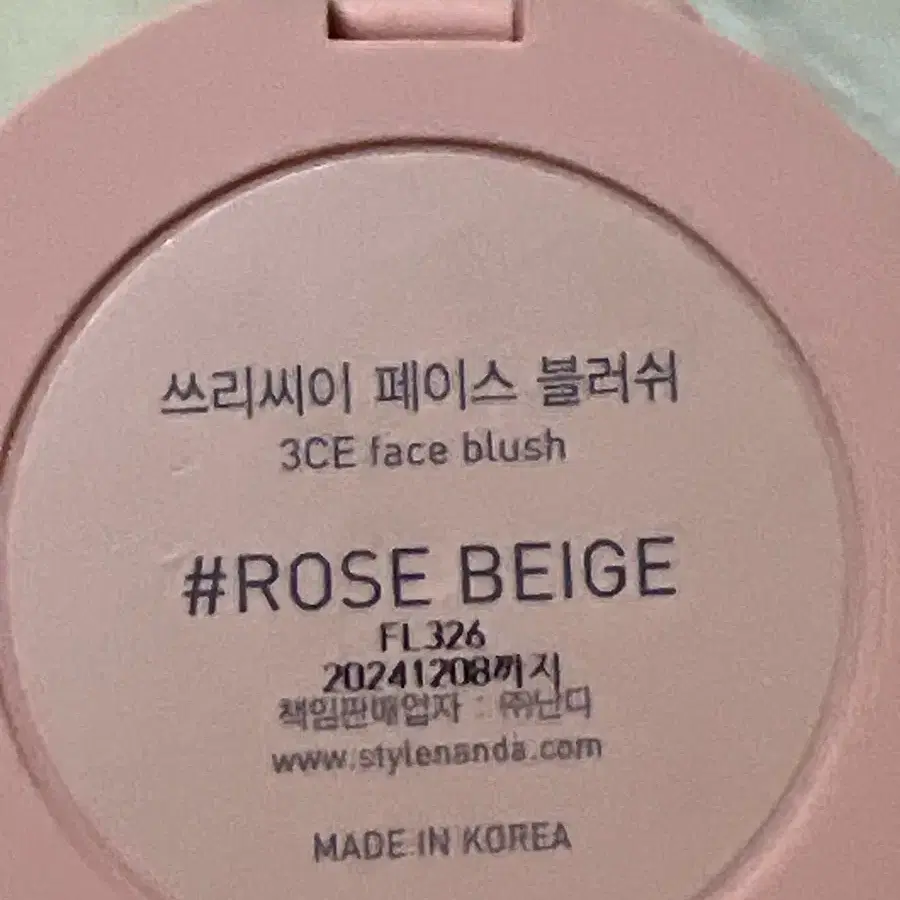 쓰리씨이 페이스 블러쉬
3CE face blush
#ROSE BEIGE
FL326
20241208까지
책임판매업자 : ㈜난다
www.stylenanda.com
MADE IN KOREA